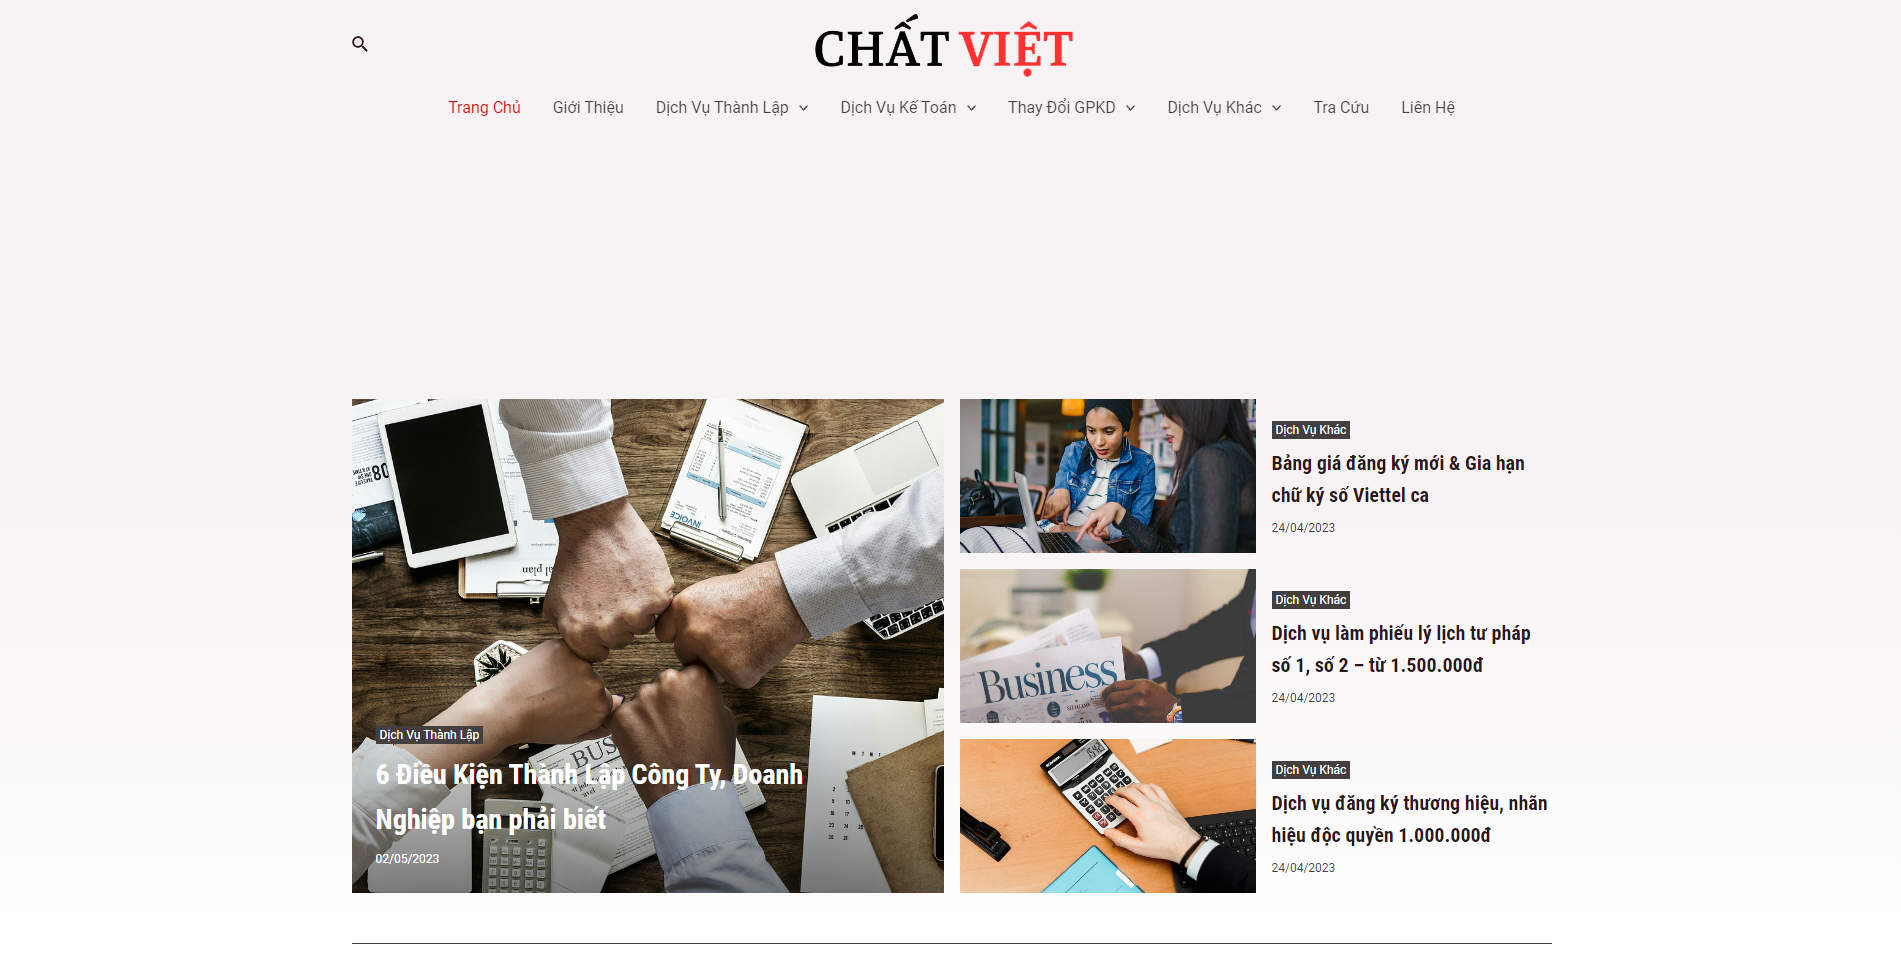 CHẤT VIỆT
Trang Chủ
Giới Thiệu
Dịch Vụ Thành Lập
Dịch Vụ Kế Toán
Thay Đổi GPKD
Dịch Vụ Khác
Tra Cứu
Liên Hệ
INVOICE
Dịch Vụ Thành Lập
6 Điều Kiện Thành Lập Công Ty, Doanh
Nghiệp bạn phải biết
02/05/2023
Dịch Vụ Khác
Bảng giá đăng ký mới & Gia hạn
chữ ký số Viettel ca
24/04/2023
Business
Dịch Vụ Khác
Dịch vụ làm phiếu lý lịch tư pháp
số 1, số 2 – từ 1.500.000đ
24/04/2023
Dịch Vụ Khác
Dịch vụ đăng ký thương hiệu, nhãn
hiệu độc quyền 1.000.000đ
24/04/2023